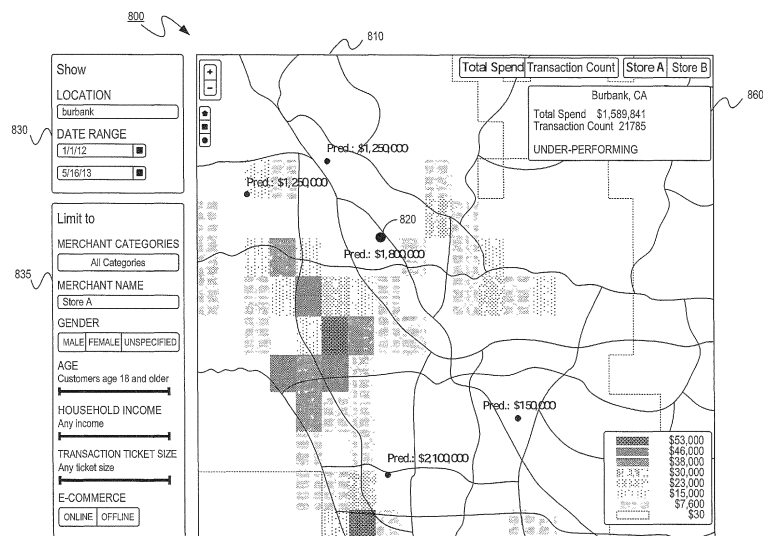 800
810
Show
LOCATION
burbank
DATE RANGE
1/1/12
5/16/13
830
Limit to
MERCHANT CATEGORIES
All Categories
MERCHANT NAME
Store A
GENDER
MALE FEMALE UNSPECIFIED
AGE
Customers age 18 and older
HOUSEHOLD INCOME
Any income
TRANSACTION TICKET SIZE
Any ticket size
E-COMMERCE
ONLINE OFFLINE
835
+
−
Total Spend Transaction Count Store A Store B
Burbank, CA
Total Spend $1,589,841
Transaction Count 21785
UNDER-PERFORMING
860
Pred.: $1,250,000
Pred.: $1,250,000
820
Pred.: $1,800,000
Pred.: $150,000
Pred.: $2,100,000
$53,000
$46,000
$38,000
$30,000
$23,000
$15,000
$7,600
$30